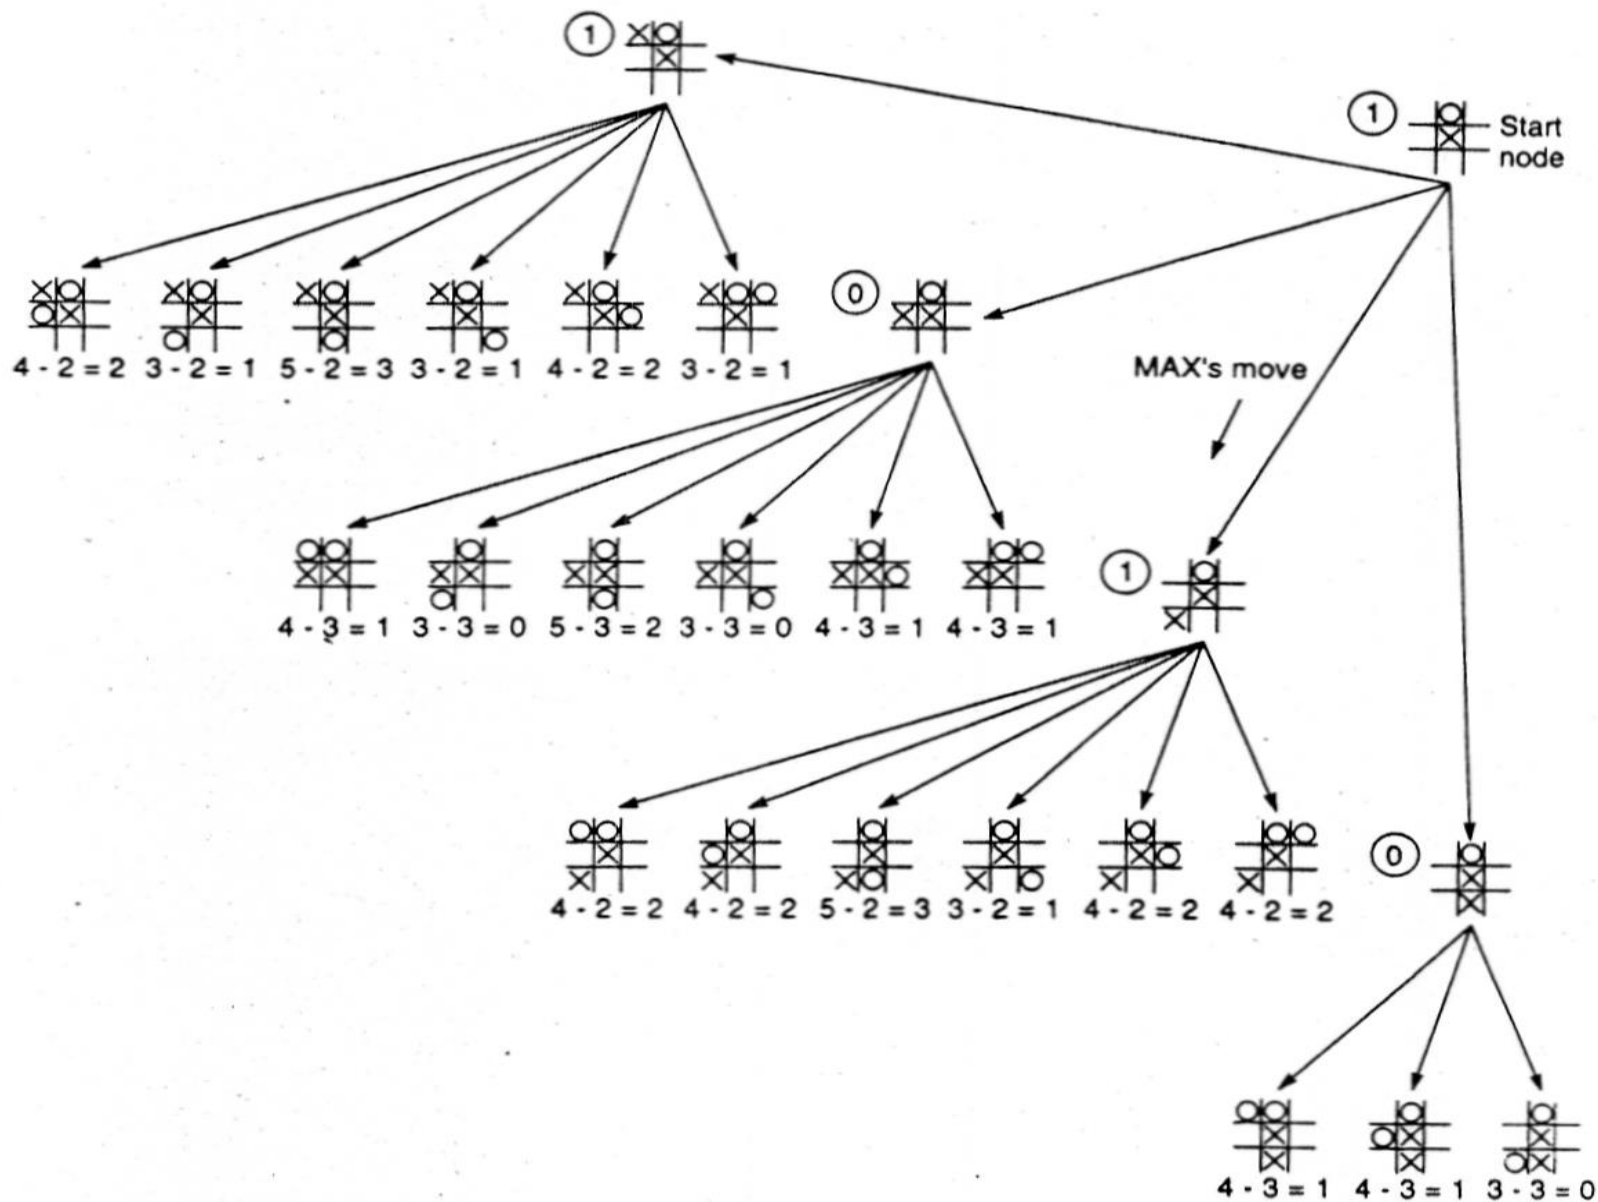 1
X O
X
1
O
X
Start
node
X O
O X
X O
X
O
X O
X
O
X O
X
O
X O
X O
X O O
X
0
O
X X
4 - 2 = 2 3 - 2 = 1 5 - 2 = 3 3 - 2 = 1 4 - 2 = 2 3 - 2 = 1
MAX's move
O O
X X
O
X X
O
O
X X
O
O
X X
O
O
X X O
O O
X X
1
O
X
X
4 - 3 = 1 3 - 3 = 0 5 - 3 = 2 3 - 3 = 0 4 - 3 = 1 4 - 3 = 1
O O
X
X
O
O X
X
O
X
X O
O
X
X O
O
X O
X
O O
X
X
0
O
X
X
4 - 2 = 2 4 - 2 = 2 5 - 2 = 3 3 - 2 = 1 4 - 2 = 2 4 - 2 = 2
O O
X
X
O
O X
X
O
X
O X
4 - 3 = 1 4 - 3 = 1 3 - 3 = 0